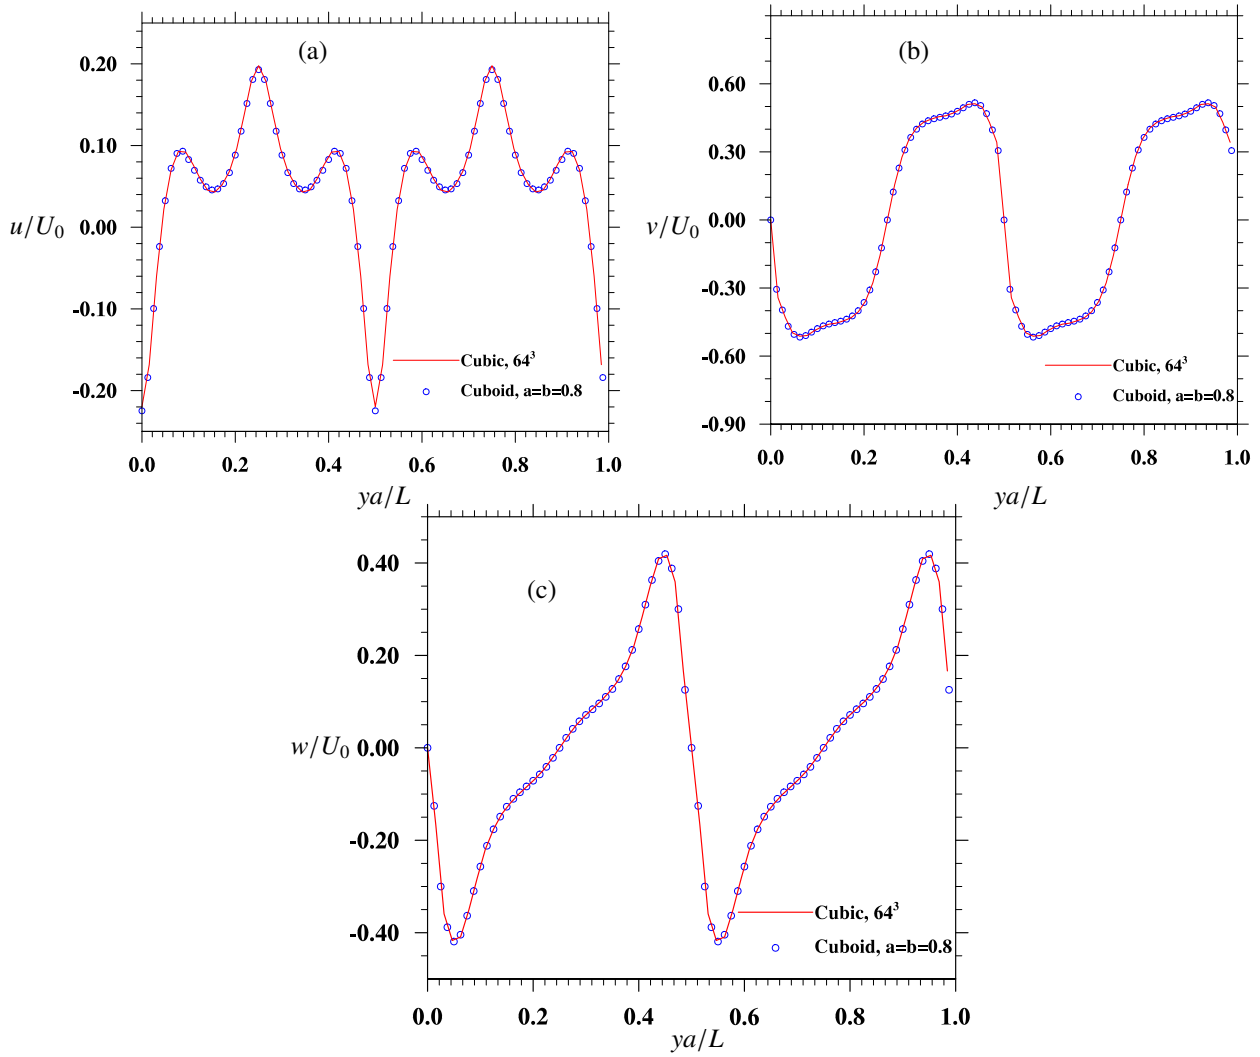 (a)
0.20
0.10
u/U₀
0.00
-0.10
-0.20
Cubic, 64³
Cuboid, a=b=0.8
0.0 0.2 0.4 0.6 0.8 1.0
ya/L
(b)
0.60
0.30
v/U₀
0.00
-0.30
-0.60
-0.90
Cubic, 64³
Cuboid, a=b=0.8
0.0 0.2 0.4 0.6 0.8 1.0
ya/L
(c)
0.40
0.20
w/U₀
0.00
-0.20
-0.40
Cubic, 64³
Cuboid, a=b=0.8
0.0 0.2 0.4 0.6 0.8 1.0
ya/L